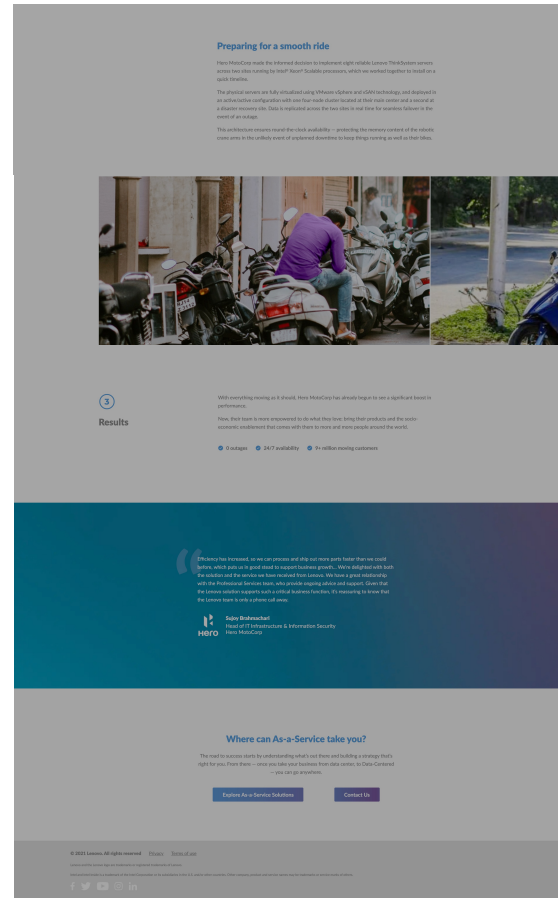 Preparing for a smooth ride
Hero MotoCorp made the informed decision to implement eight reliable Lenovo ThinkSystem servers
across two sites running by Intel® Xeon® Scalable processors, which we worked together to install on a
quick timeline.
The physical servers are fully virtualized using VMware vSphere and vSAN technology, and deployed in
an active/active configuration with one four-node cluster located at their main center and a second at
a disaster recovery site. Data is replicated across the two sites in real time for seamless failover in the
event of an outage.
This architecture ensures round-the-clock availability — protecting the memory content of the robotic
crane arms in the unlikely event of unplanned downtime to keep things running as well as their bikes.
3
Results
With everything moving as it should, Hero MotoCorp has already begun to see a significant boost in
performance.
Now, their team is more empowered to do what they love: bring their products and the socio-
economic enablement that comes with them to more and more people around the world.
0 outages 24/7 availability 9+ million moving customers
Efficiency has increased, so we can process and ship out more parts faster than we could
before, which puts us in good stead to support business growth... We're delighted with both
the solution and the service we have received from Lenovo. We have a great relationship
with the Professional Services team, who provide ongoing advice and support. Given that
the Lenovo solution supports such a critical business function, it's reassuring to know that
the Lenovo team is only a phone call away.
Hero
Sujoy Brahmachari
Head of IT Infrastructure & Information Security
Hero MotoCorp
Where can As-a-Service take you?
The road to success starts by understanding what's out there and building a strategy that's
right for you. From there — once you take your business from data center, to Data-Centered
— you can go anywhere.
Explore As-a-Service Solutions Contact Us
© 2021 Lenovo. All rights reserved Privacy Terms of use